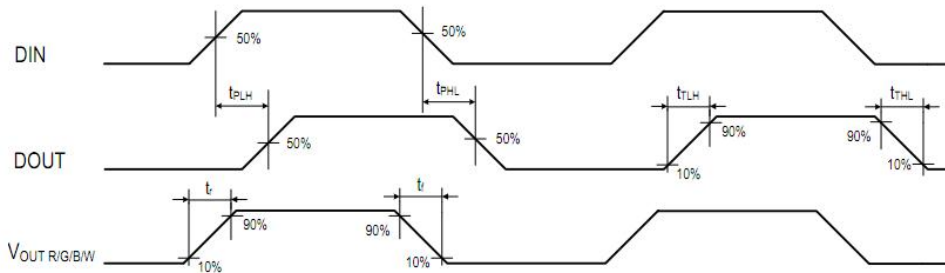 DIN
50%
50%
tPLH
tPHL
tTLH
tTHL
DOUT
50%
50%
90%
10%
90%
10%
tr
tf
VOUT R/G/B/W
90%
10%
90%
10%